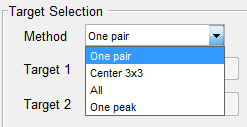 Target Selection
Method One pair
One pair
Target 1 Center 3x3
All
Target 2 One peak